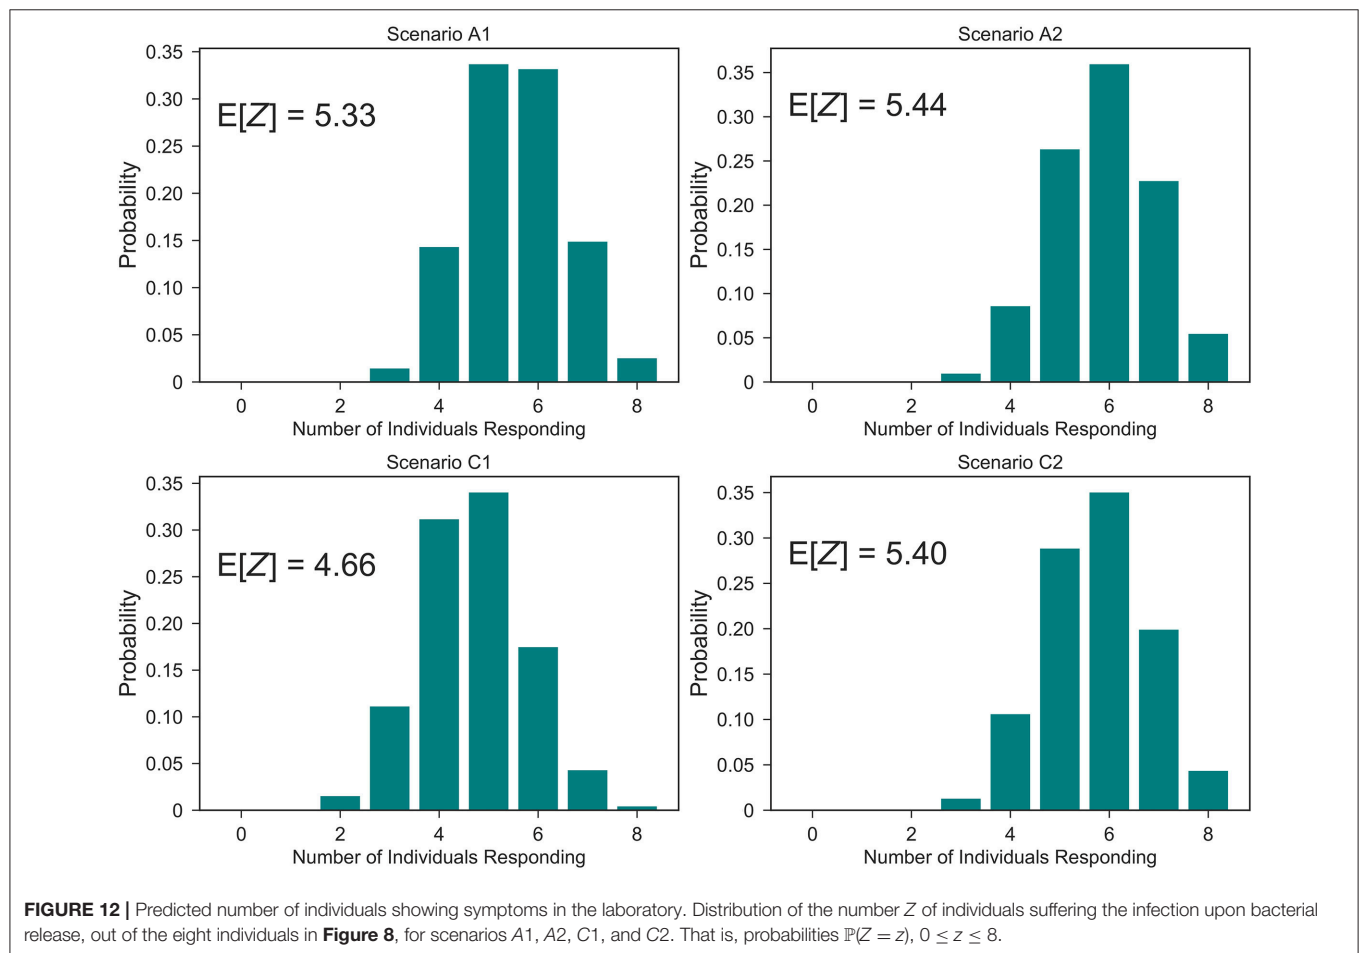 Scenario A1
0.35
0.30
0.25
0.20
0.15
0.10
0.05
0
E[Z] = 5.33
Probability
0 2 4 6 8
Number of Individuals Responding
Scenario A2
0.35
0.30
0.25
0.20
0.15
0.10
0.05
0
E[Z] = 5.44
Probability
0 2 4 6 8
Number of Individuals Responding
Scenario C1
0.35
0.30
0.25
0.20
0.15
0.10
0.05
0
E[Z] = 4.66
Probability
0 2 4 6 8
Number of Individuals Responding
Scenario C2
0.35
0.30
0.25
0.20
0.15
0.10
0.05
0
E[Z] = 5.40
Probability
0 2 4 6 8
Number of Individuals Responding
FIGURE 12 | Predicted number of individuals showing symptoms in the laboratory. Distribution of the number Z of individuals suffering the infection upon bacterial
release, out of the eight individuals in Figure 8, for scenarios A1, A2, C1, and C2. That is, probabilities ℙ(Z = z), 0 ≤ z ≤ 8.